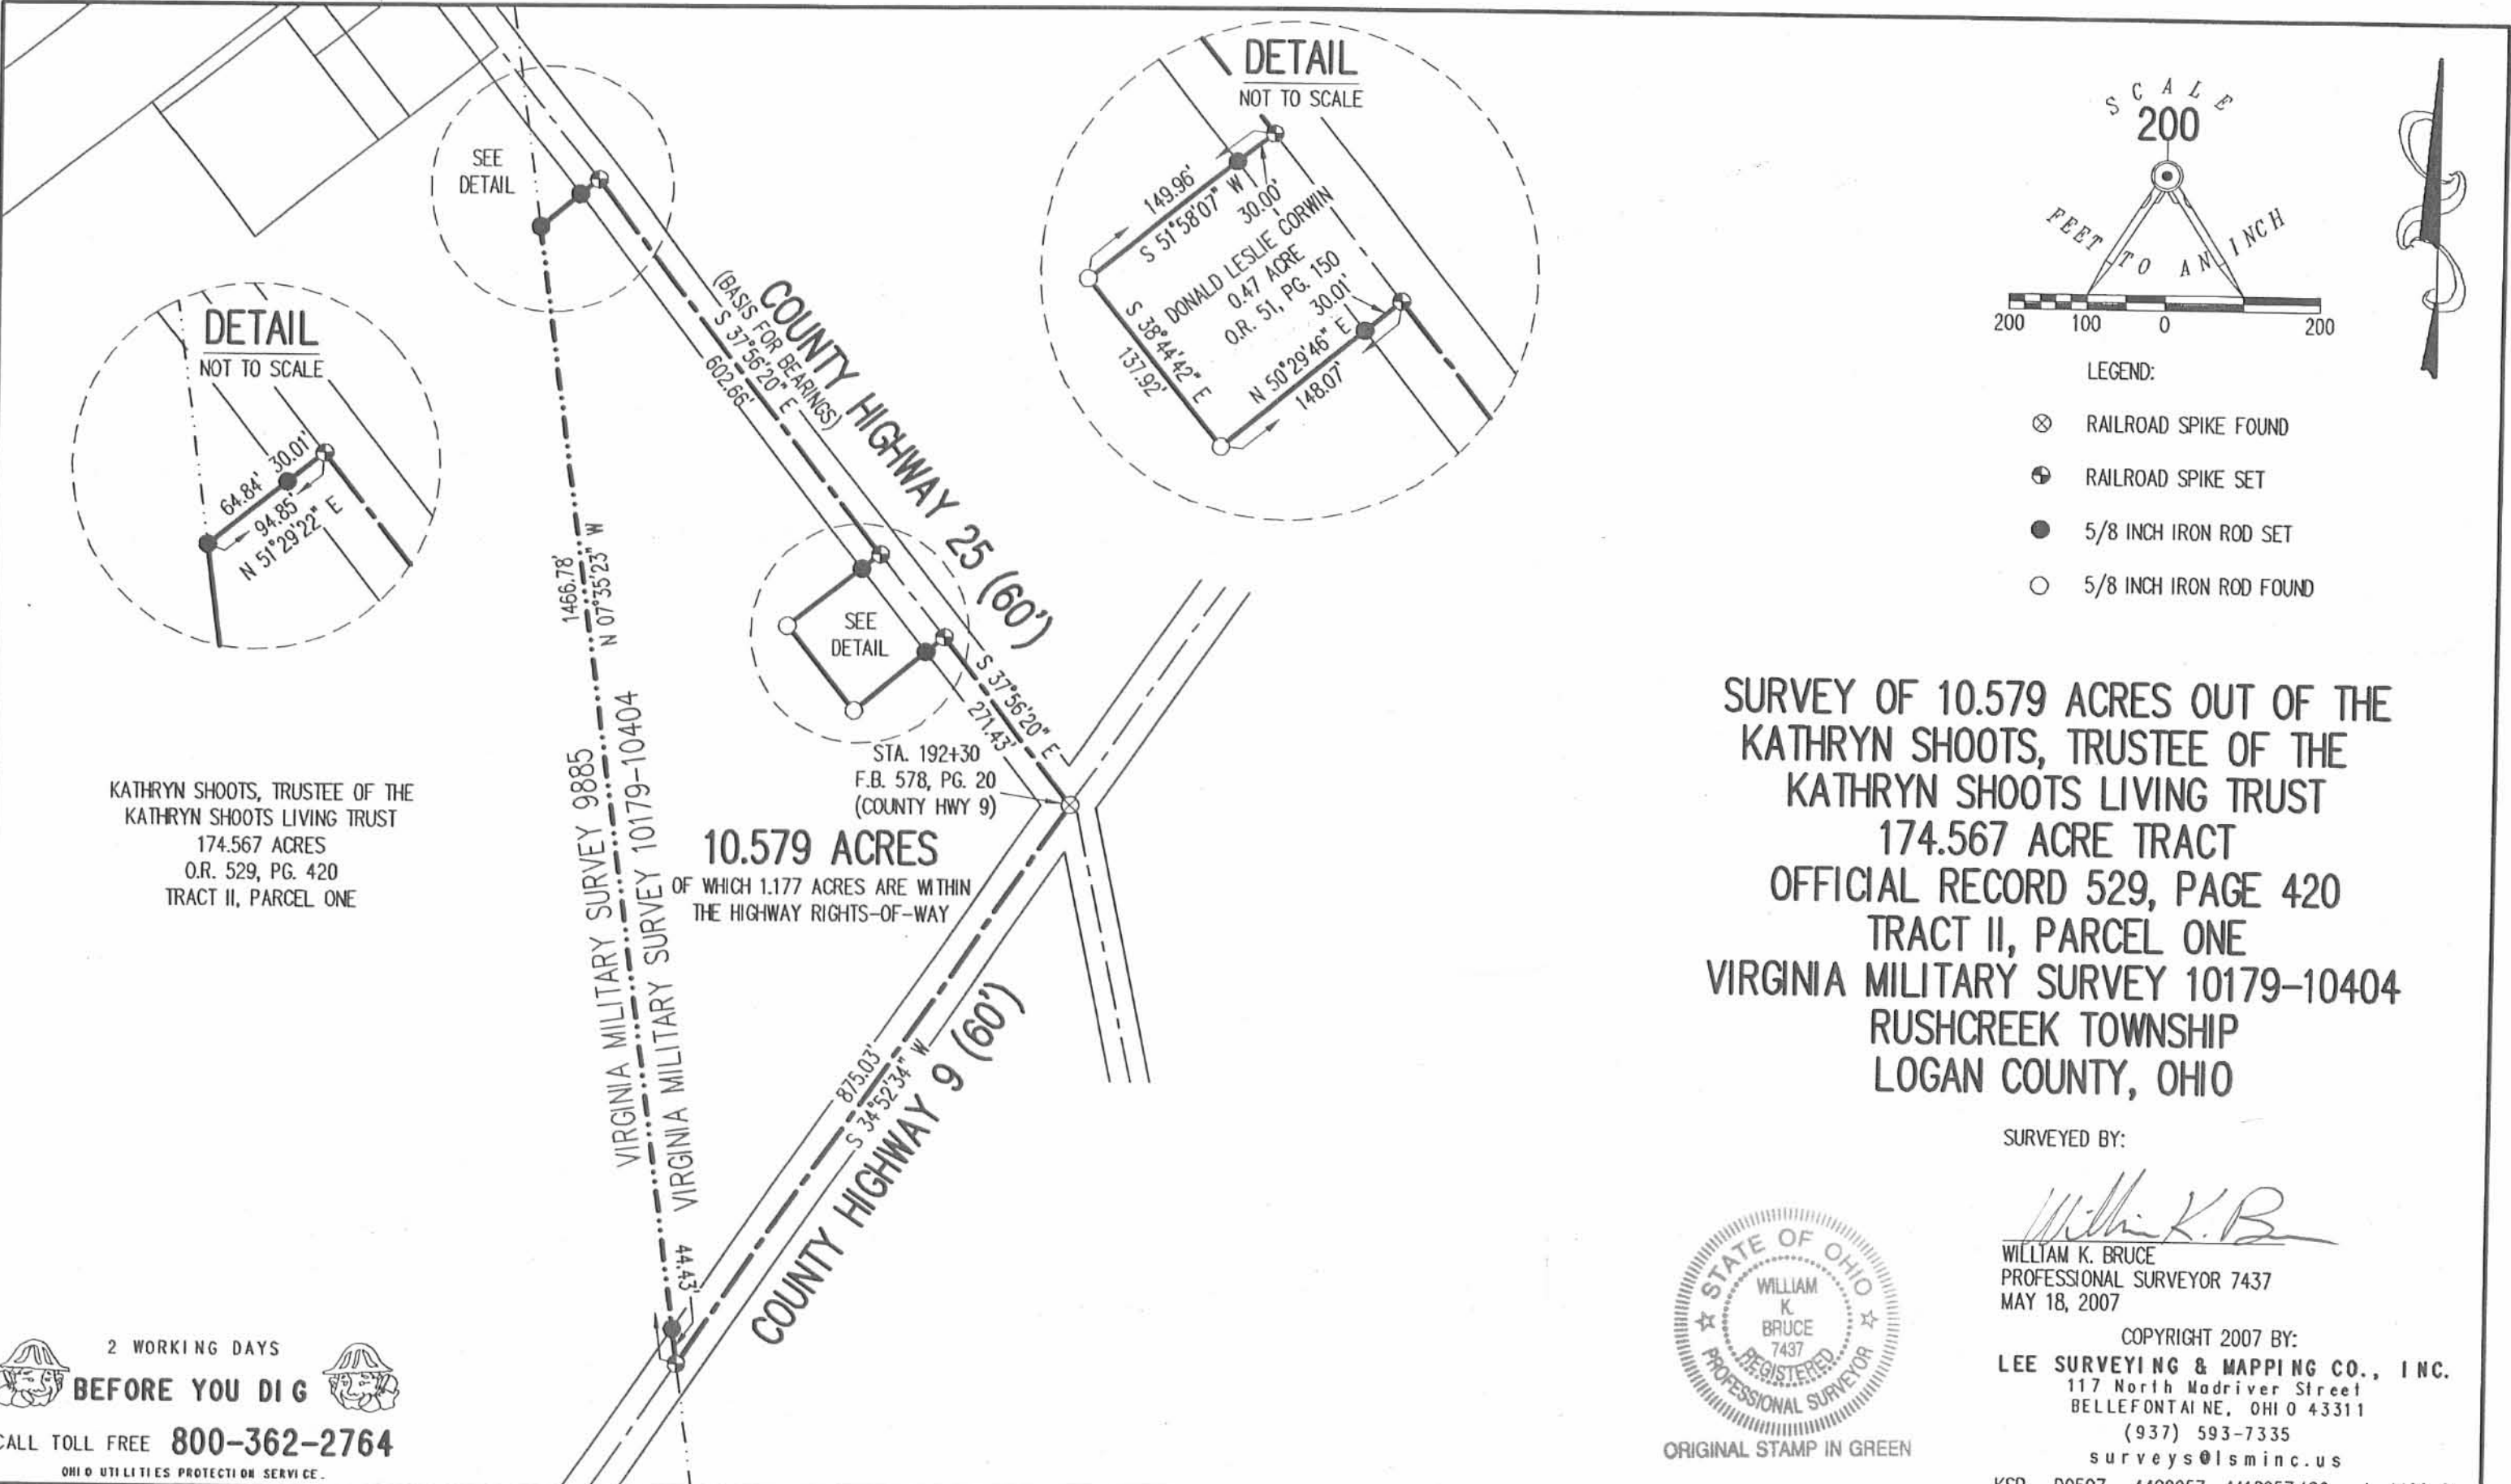 DETAIL
NOT TO SCALE
64.84'
30.01'
94.85'
N 51°29'22" E
SEE
DETAIL
DETAIL
NOT TO SCALE
149.96'
S 51°58'07" W
30.00'
DONALD LESLIE CORWIN
0.47 ACRE
O.R. 51, PG. 150
30.01'
S 38°44'42" E
137.92'
N 50°29'46" E
148.07'
COUNTY HIGHWAY 25 (60')
(BASIS FOR BEARINGS)
S 37°56'20" E
602.66'
1466.78'
N 07°35'23" W
SEE
DETAIL
S 37°56'20" E
271.43'
STA. 192+30
F.B. 578, PG. 20
(COUNTY HWY 9)
10.579 ACRES
OF WHICH 1.177 ACRES ARE WITHIN
THE HIGHWAY RIGHTS-OF-WAY
KATHRYN SHOOTS, TRUSTEE OF THE
KATHRYN SHOOTS LIVING TRUST
174.567 ACRES
O.R. 529, PG. 420
TRACT II, PARCEL ONE
VIRGINIA MILITARY SURVEY 9885
VIRGINIA MILITARY SURVEY 10179-10404
875.03'
S 34°52'34" W
COUNTY HIGHWAY 9 (60')
44.43'
2 WORKING DAYS
BEFORE YOU DIG
CALL TOLL FREE 800-362-2764
OHIO UTILITIES PROTECTION SERVICE.
SCALE
200
FEET TO AN INCH
200 100 0 200
LEGEND:
RAILROAD SPIKE FOUND
RAILROAD SPIKE SET
5/8 INCH IRON ROD SET
5/8 INCH IRON ROD FOUND
SURVEY OF 10.579 ACRES OUT OF THE
KATHRYN SHOOTS, TRUSTEE OF THE
KATHRYN SHOOTS LIVING TRUST
174.567 ACRE TRACT
OFFICIAL RECORD 529, PAGE 420
TRACT II, PARCEL ONE
VIRGINIA MILITARY SURVEY 10179-10404
RUSHCREEK TOWNSHIP
LOGAN COUNTY, OHIO
SURVEYED BY:
William K. Bruce
WILLIAM K. BRUCE
PROFESSIONAL SURVEYOR 7437
MAY 18, 2007
STATE OF OHIO
WILLIAM
K.
BRUCE
7437
REGISTERED
PROFESSIONAL SURVEYOR
ORIGINAL STAMP IN GREEN
COPYRIGHT 2007 BY:
LEE SURVEYING & MAPPING CO., INC.
117 North Madriver Street
BELLEFONTAINE, OHIO 43311
(937) 593-7335
surveys@lsminc.us